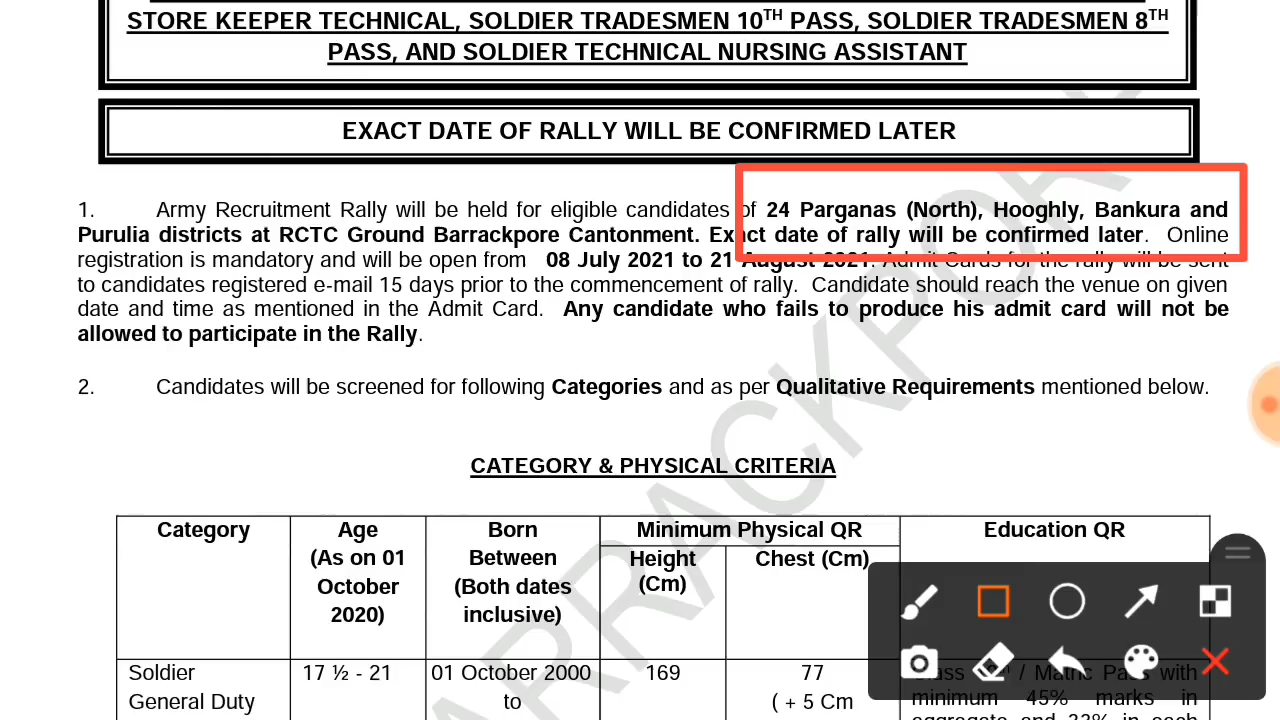 STORE KEEPER TECHNICAL, SOLDIER TRADESMEN 10TH PASS, SOLDIER TRADESMEN 8TH
PASS, AND SOLDIER TECHNICAL NURSING ASSISTANT
EXACT DATE OF RALLY WILL BE CONFIRMED LATER
1. Army Recruitment Rally will be held for eligible candidates of 24 Parganas (North), Hooghly, Bankura and
Purulia districts at RCTC Ground Barrackpore Cantonment. Exact date of rally will be confirmed later. Online
registration is mandatory and will be open from 08 July 2021 to 21 August 2021. Admit Cards for the rally will be sent
to candidates registered e-mail 15 days prior to the commencement of rally. Candidate should reach the venue on given
date and time as mentioned in the Admit Card. Any candidate who fails to produce his admit card will not be
allowed to participate in the Rally.
2. Candidates will be screened for following Categories and as per Qualitative Requirements mentioned below.
CATEGORY & PHYSICAL CRITERIA
Category Age Born Minimum Physical QR Education QR
(As on 01 Between Height Chest (Cm)
October (Both dates (Cm)
2020) inclusive)
Soldier 17 ½ - 21 01 October 2000 169 77 / Matric Pass with
General Duty to ( + 5 Cm minimum 45% marks in
aggregate and 33% in each